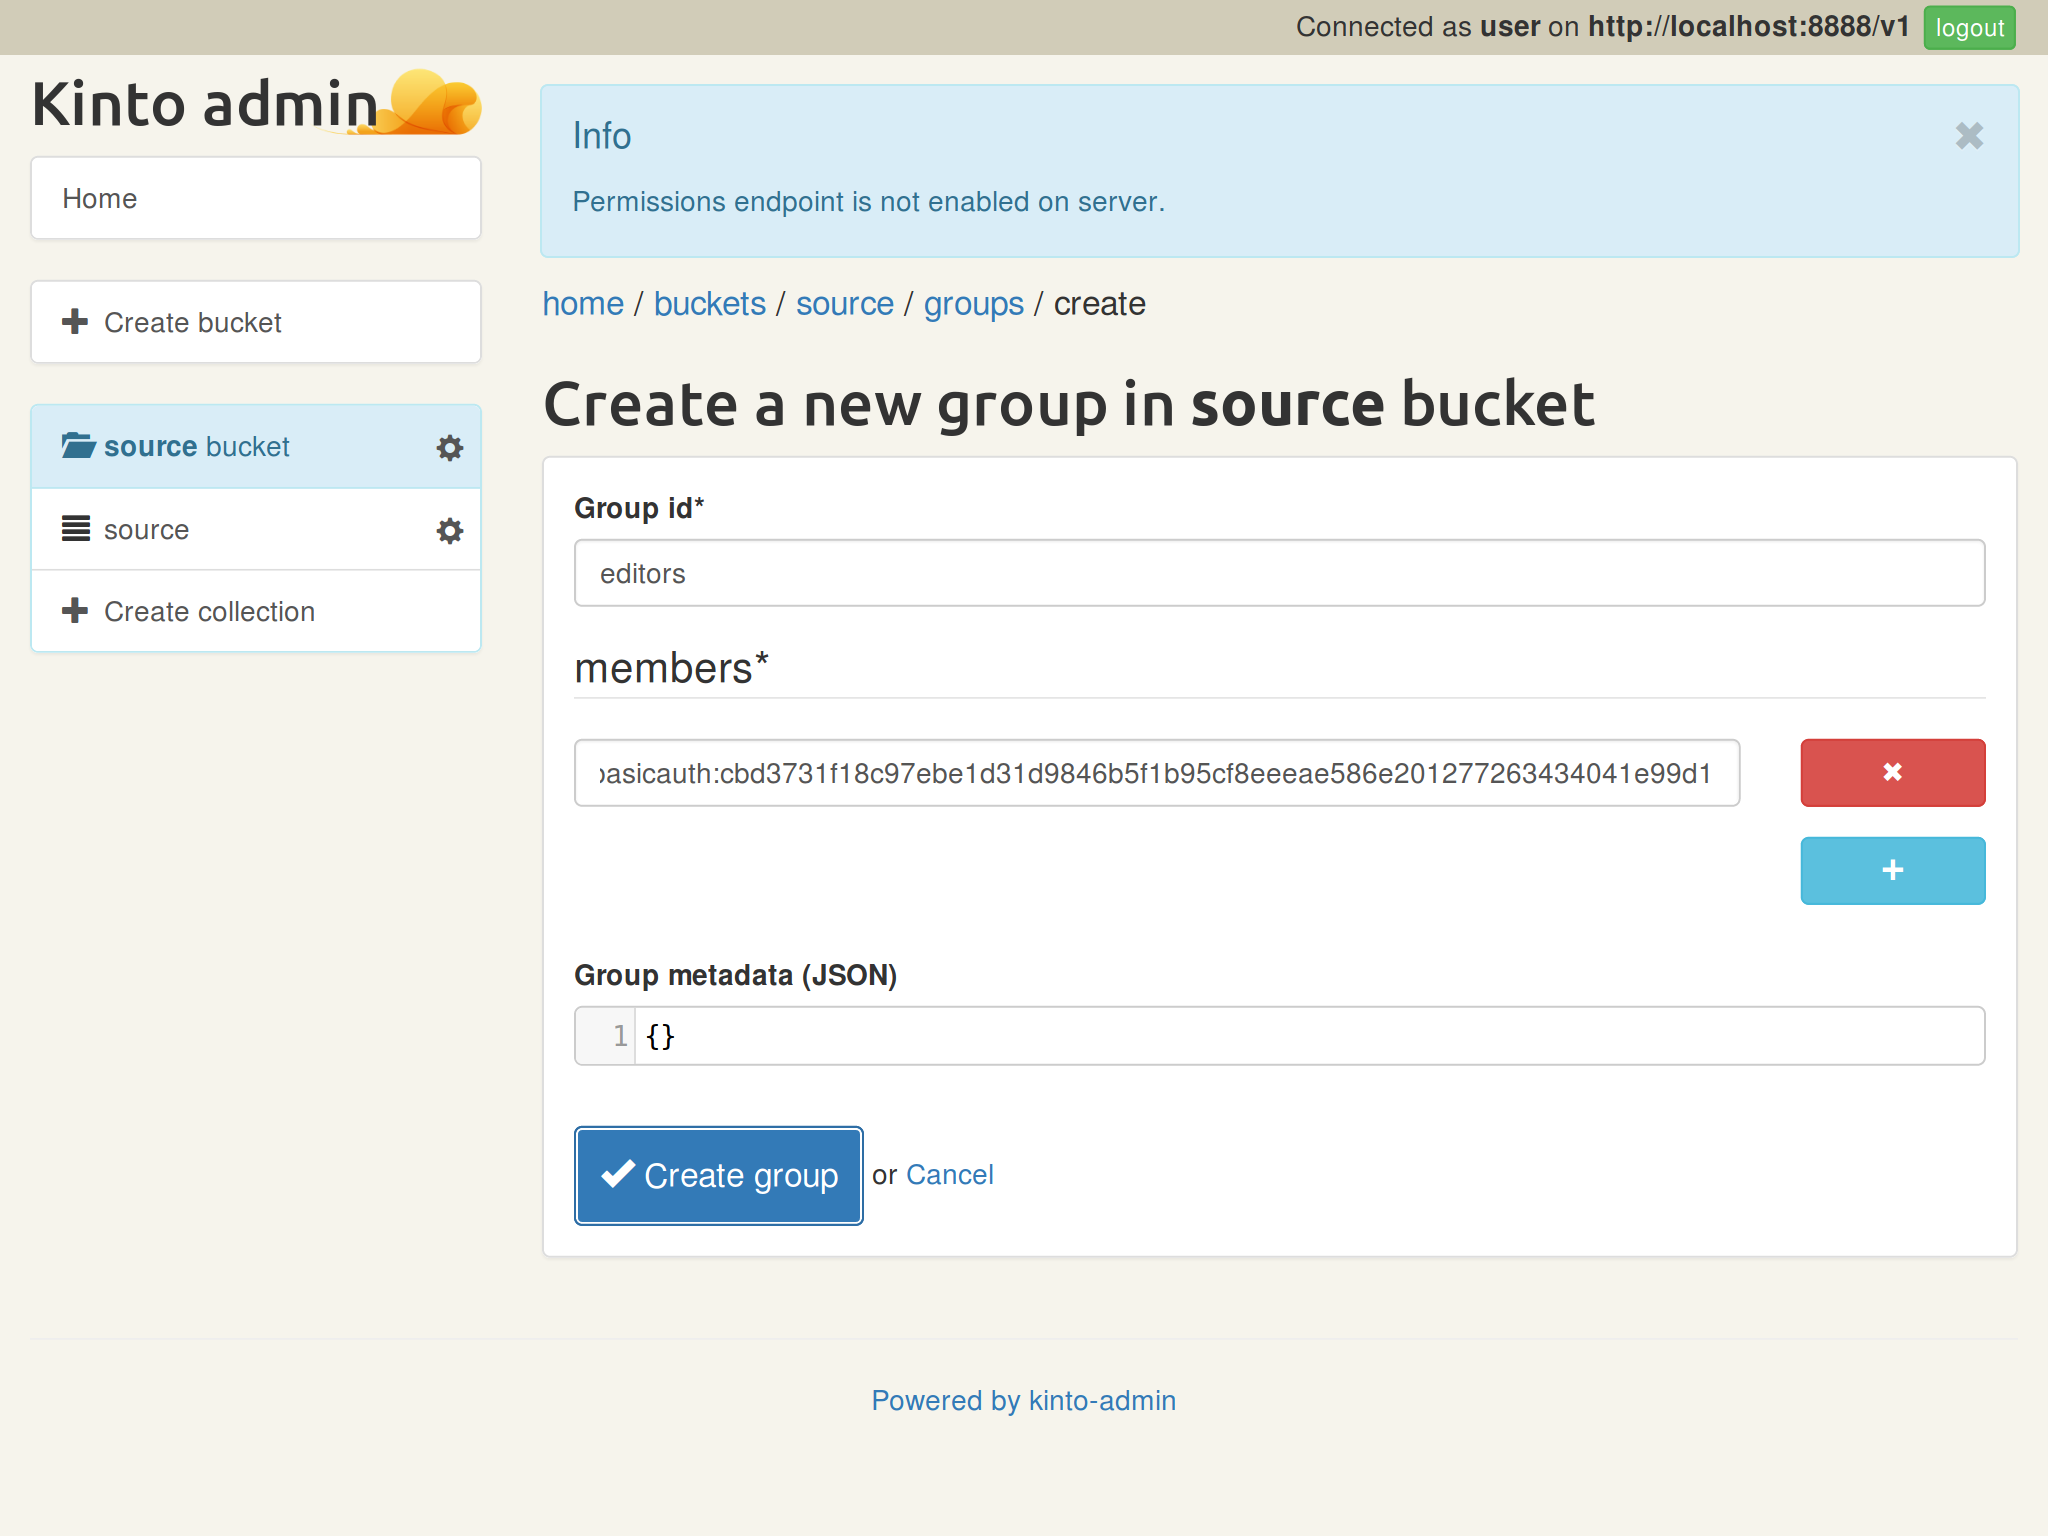 Connected as user on http://localhost:8888/v1 logout
Kinto admin
Home
Create bucket
source bucket
source
Create collection
Info
Permissions endpoint is not enabled on server.
home / buckets / source / groups / create
Create a new group in source bucket
Group id*
editors
members*
basicauth:cbd3731f18c97ebe1d31d9846b5f1b95cf8eeeae586e201277263434041e99d1
Group metadata (JSON)
1 {}
Create group or Cancel
Powered by kinto-admin